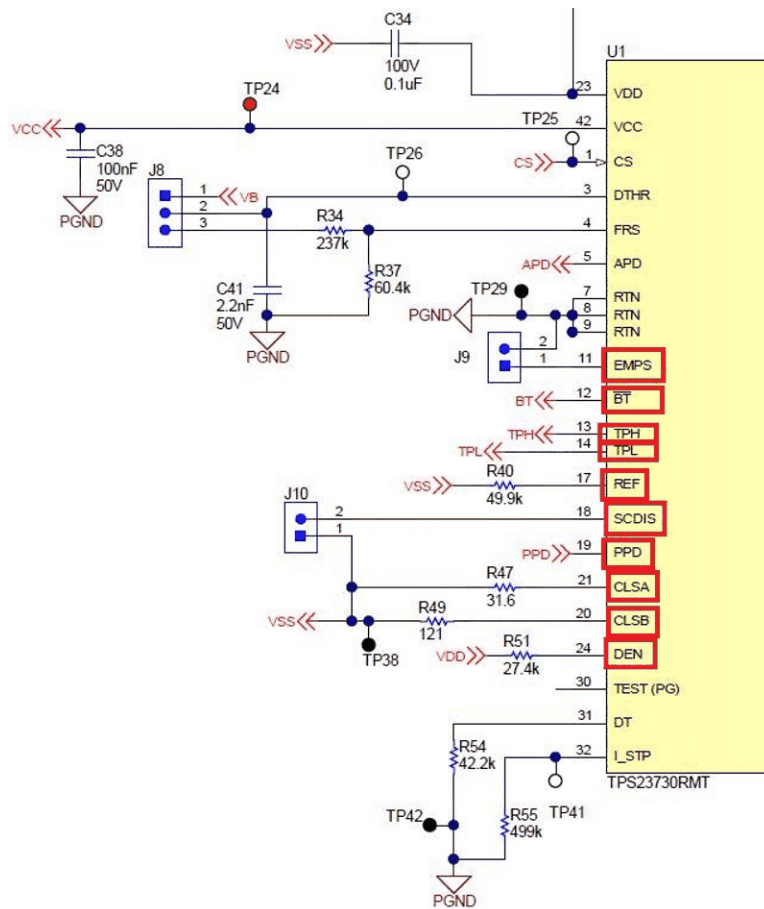 C34
VSS
100V
0.1uF
U1
23
VDD
TP24
VCC
42
VCC
TP25
C38
100nF
50V
J8
CS
1
CS
TP26
1
VB
2
3
DTHR
PGND
3
R34
237k
4
FRS
R37
60.4k
APD
5
APD
C41
2.2nF
50V
TP29
7
RTN
PGND
8
RTN
9
RTN
PGND
J9
2
1
11
EMPS
BT
12
BT
TPH
13
TPH
TPL
14
TPL
VSS
R40
49.9k
17
REF
J10
2
18
SCDIS
1
PPD
19
PPD
R47
31.6
21
CLSA
VSS
R49
121
20
CLSB
TP38
VDD
R51
27.4k
24
DEN
30
TEST (PG)
31
DT
R54
42.2k
32
I_STP
TPS23730RMT
TP42
R55
499k
TP41
PGND